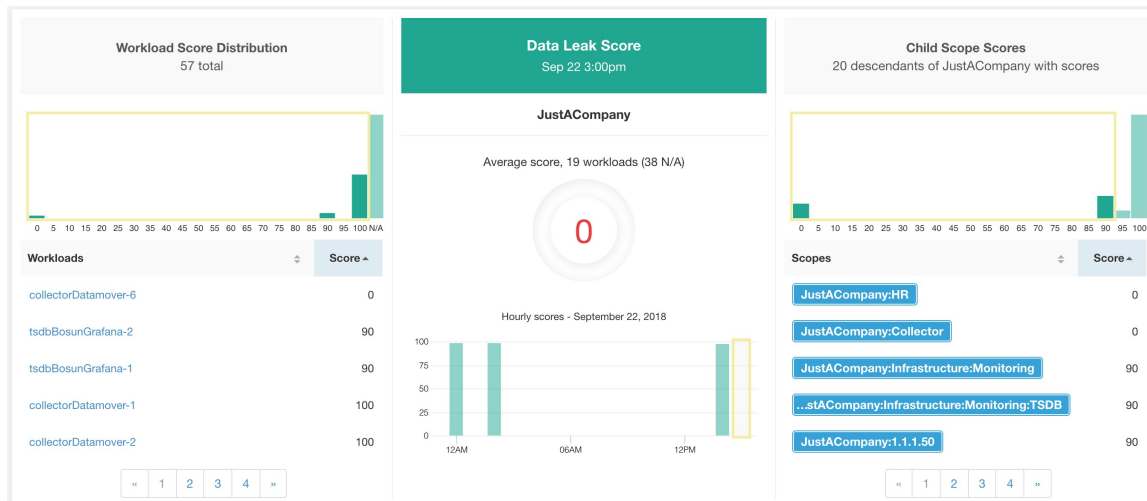 Workload Score Distribution
57 total
0 5 10 15 20 25 30 35 40 45 50 55 60 65 70 75 80 85 90 95 100 N/A
Workloads Score
collectorDatamover-6 0
tsdbBosunGrafana-2 90
tsdbBosunGrafana-1 90
collectorDatamover-1 100
collectorDatamover-2 100
« 1 2 3 4 »
Data Leak Score
Sep 22 3:00pm
JustACompany
Average score, 19 workloads (38 N/A)
0
Hourly scores - September 22, 2018
100
75
50
25
0
12AM 06AM 12PM
Child Scope Scores
20 descendants of JustACompany with scores
0 5 10 15 20 25 30 35 40 45 50 55 60 65 70 75 80 85 90 95 100
Scopes Score
JustACompany:HR 0
JustACompany:Collector 0
JustACompany:Infrastructure:Monitoring 90
...stACompany:Infrastructure:Monitoring:TSDB 90
JustACompany:1.1.1.50 90
« 1 2 3 4 »